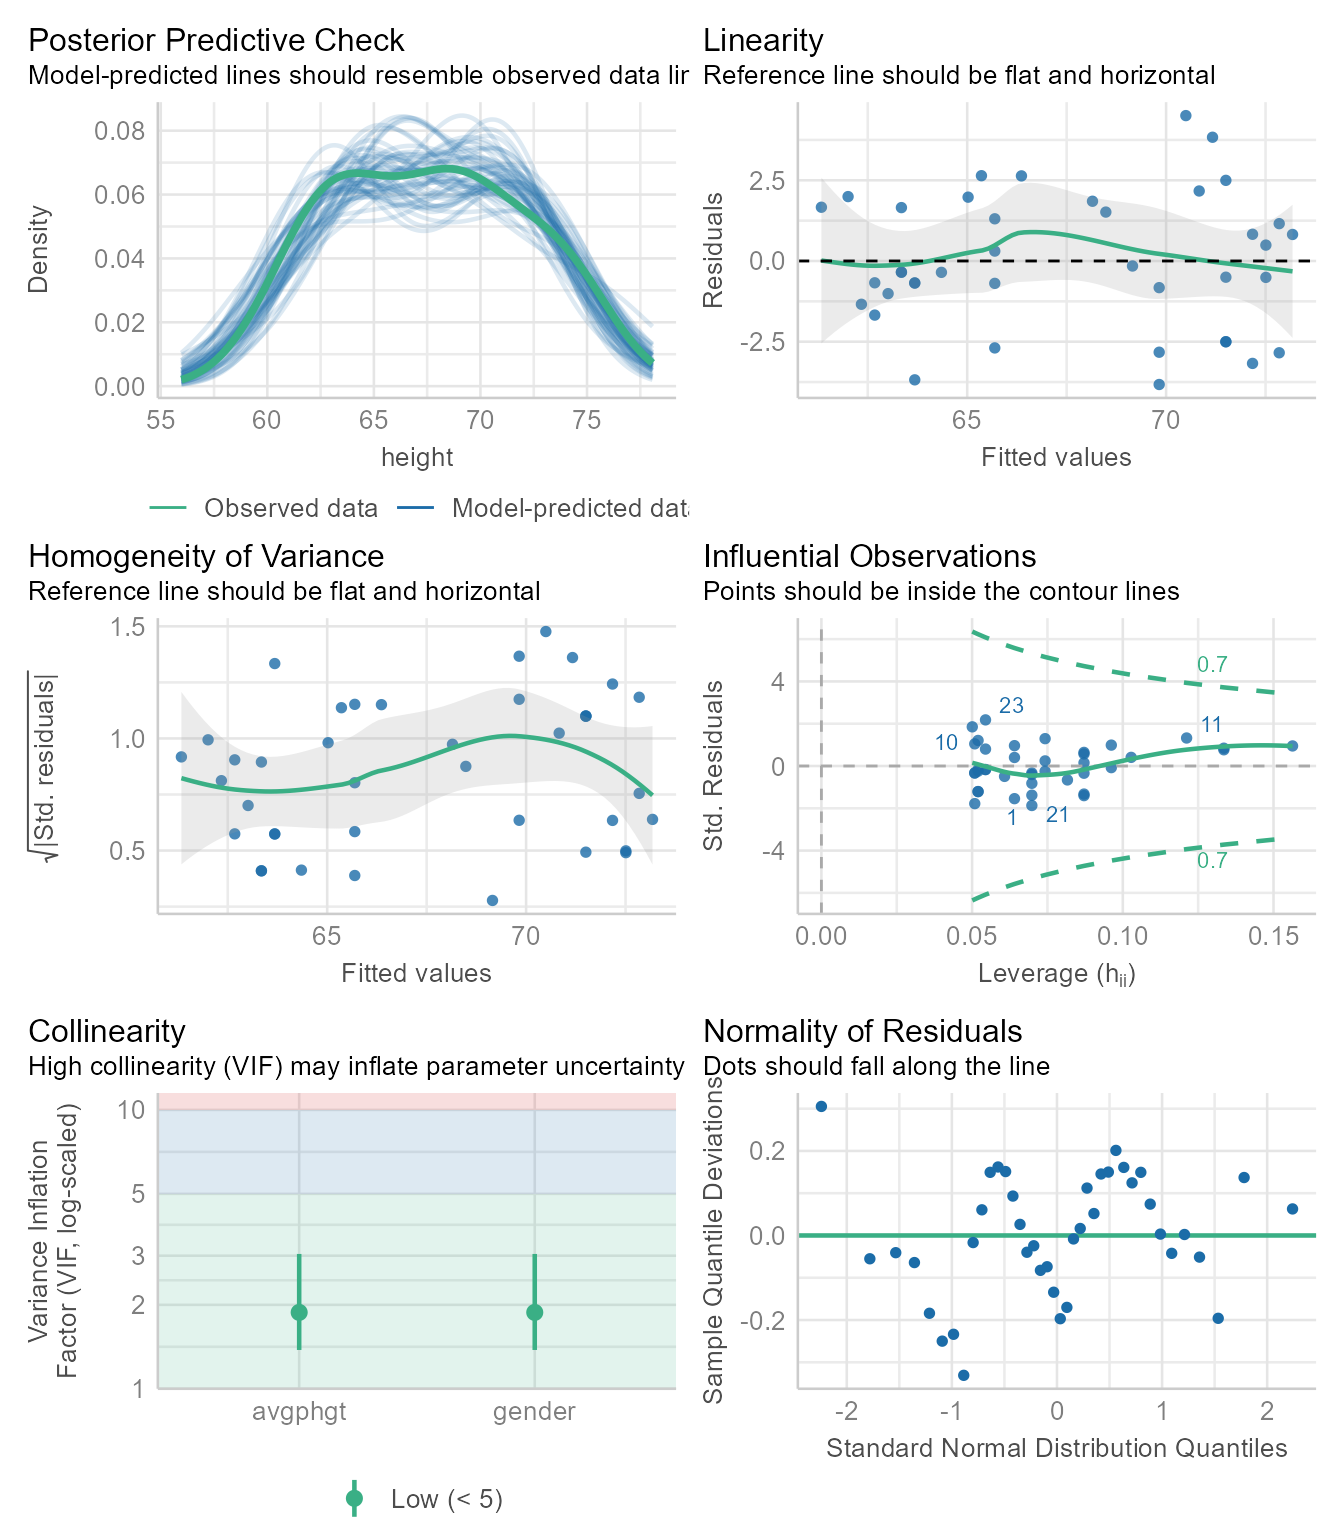 Posterior Predictive Check
Model-predicted lines should resemble observed data lin
Density
0.08
0.06
0.04
0.02
0.00
55 60 65 70 75
height
Observed data Model-predicted data
Linearity
Reference line should be flat and horizontal
Residuals
2.5
0.0
-2.5
65 70
Fitted values
Homogeneity of Variance
Reference line should be flat and horizontal
√|Std. residuals|
1.5
1.0
0.5
65 70
Fitted values
Influential Observations
Points should be inside the contour lines
Std. Residuals
4
0
-4
0.7
23
11
10
1
21
0.7
0.00 0.05 0.10 0.15
Leverage (hii)
Collinearity
High collinearity (VIF) may inflate parameter uncertainty
Variance Inflation
Factor (VIF, log-scaled)
10
5
3
2
1
avgphgt gender
Low (< 5)
Normality of Residuals
Dots should fall along the line
Sample Quantile Deviations
0.2
0.0
-0.2
-2 -1 0 1 2
Standard Normal Distribution Quantiles